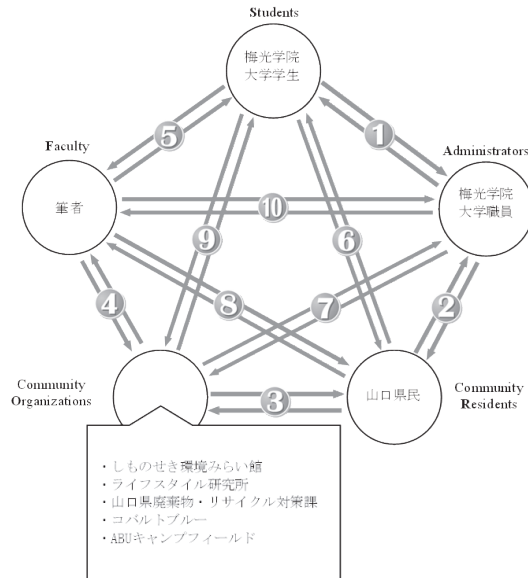 Students
梅光学院
大学学生
Faculty
筆者
Administrators
梅光学院
大学職員
5
1
10
9
6
4
8
7
2
3
Community
Organizations
山口県民
Community
Residents
・しものせき環境みらい館
・ライフスタイル研究所
・山口県廃棄物・リサイクル対策課
・コバルトブルー
・ABUキャンプフィールド